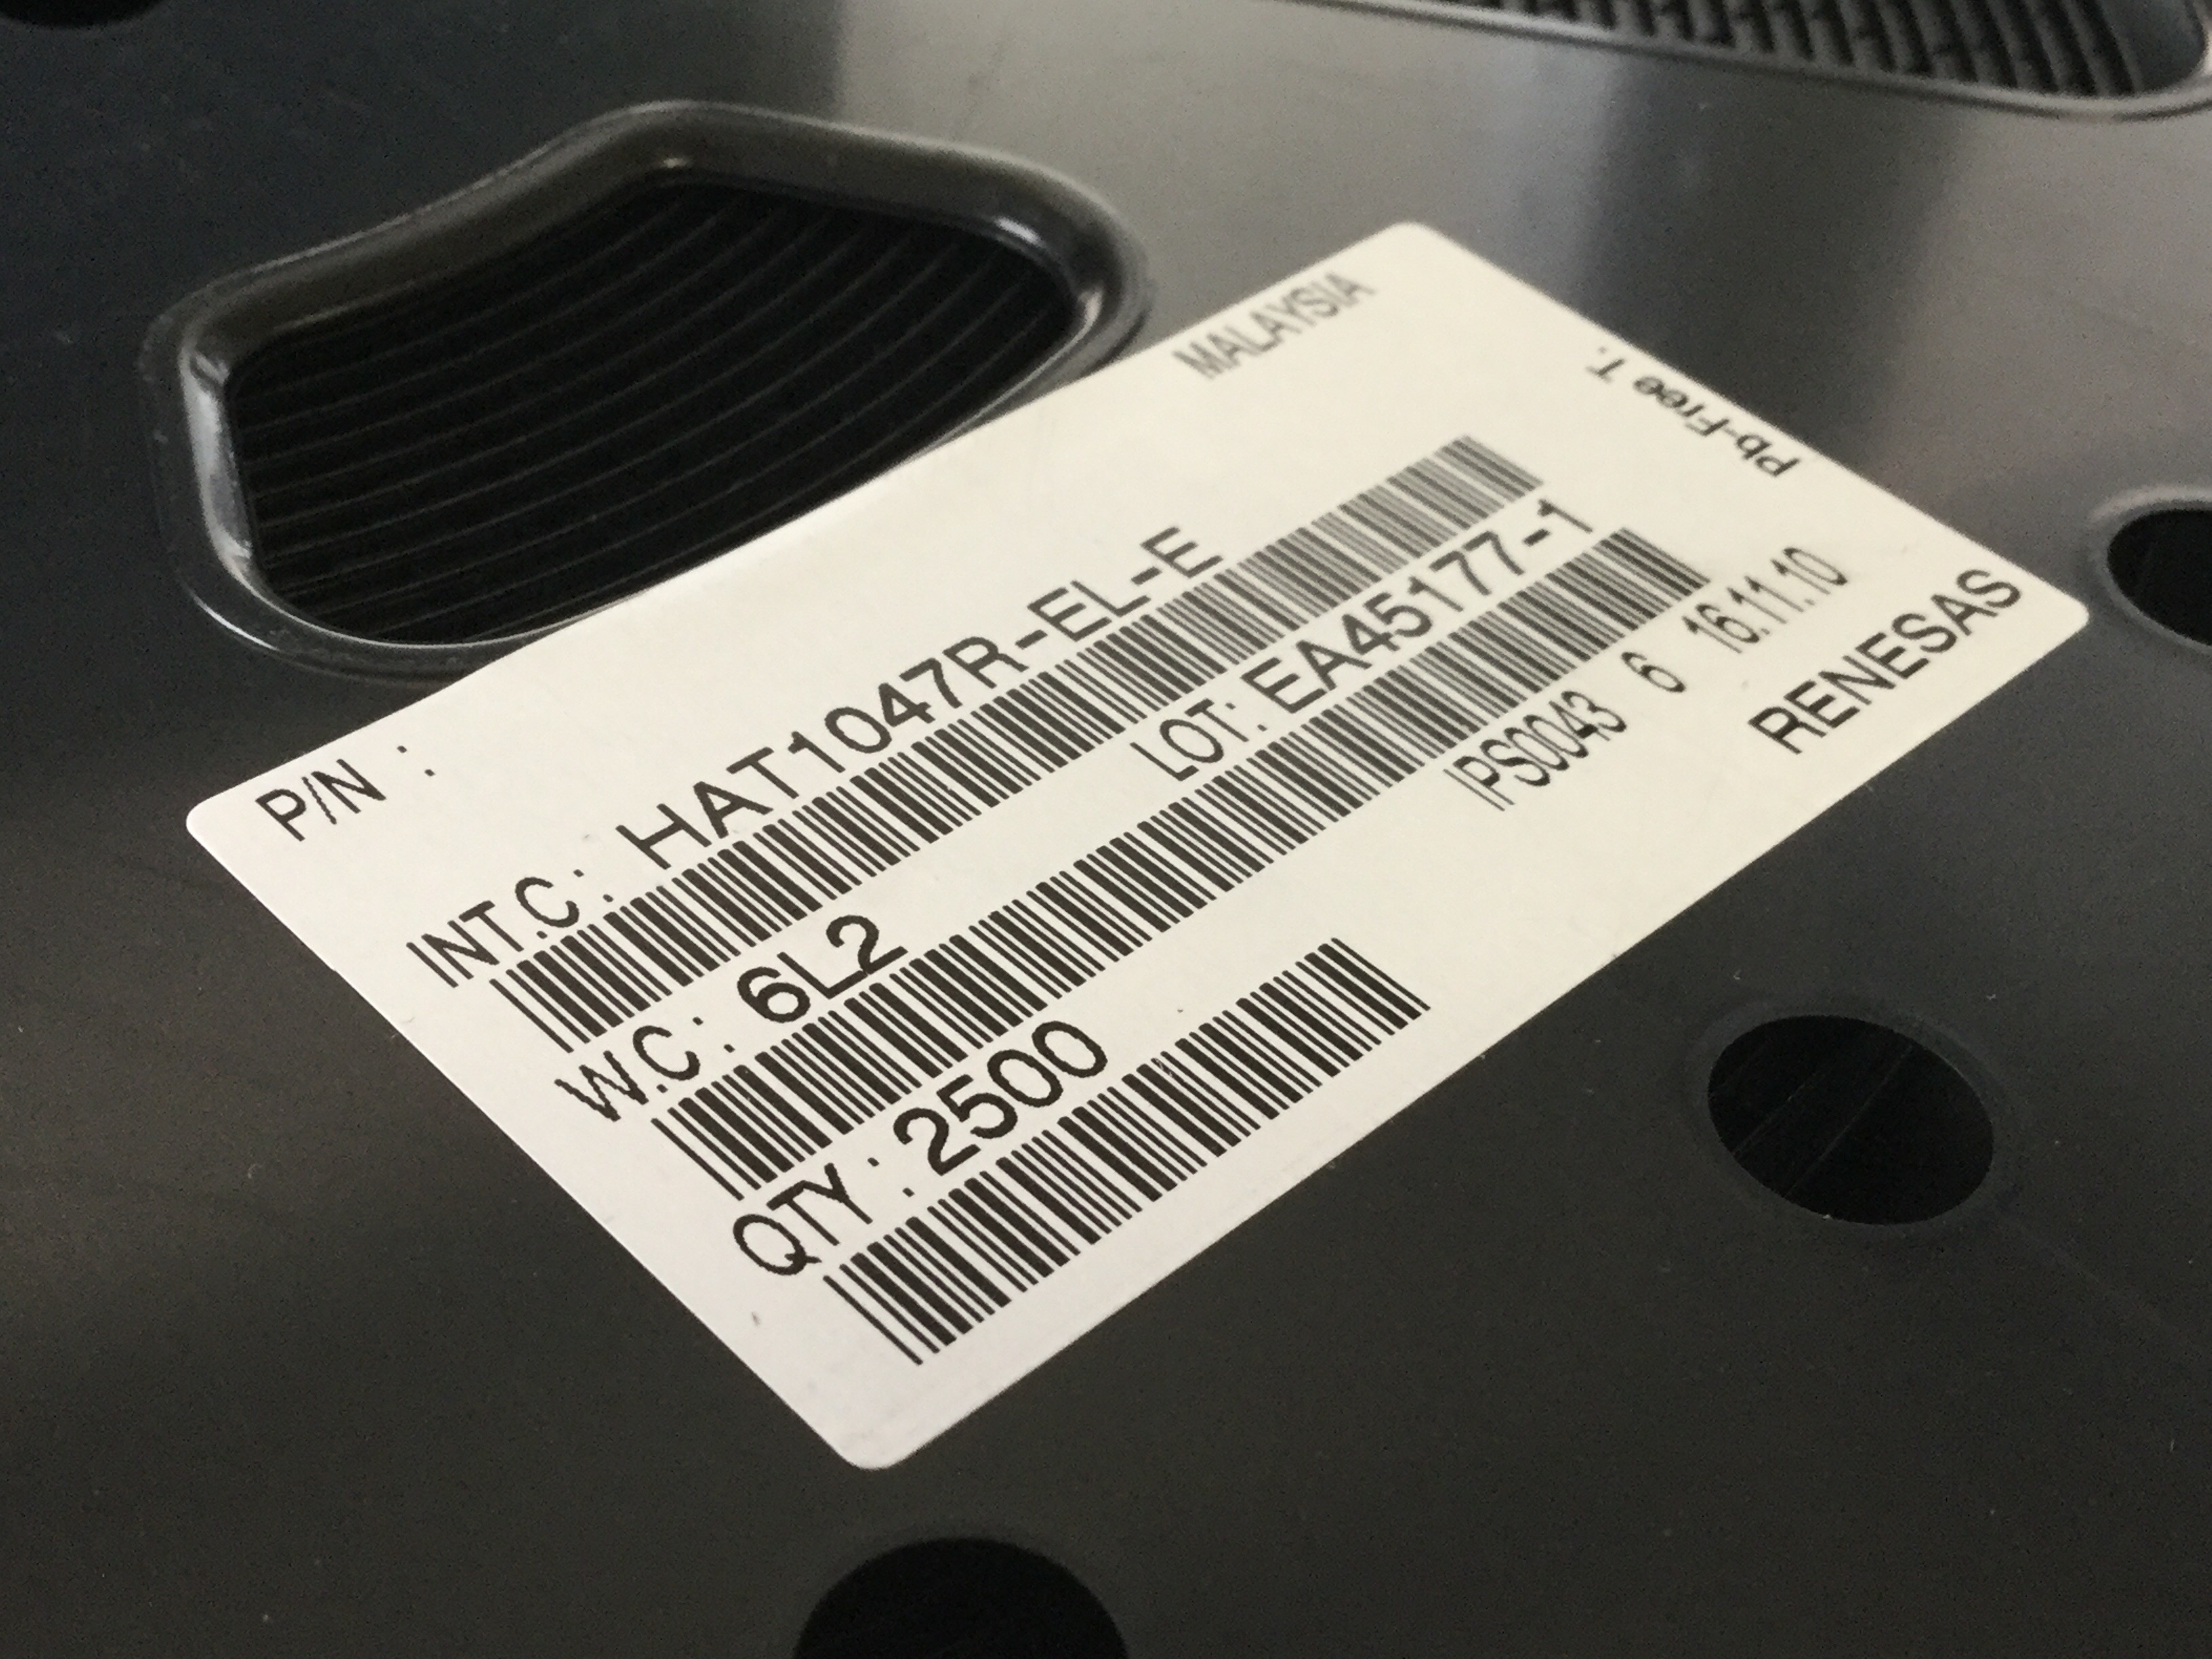 P/N :
MALAYSIA
Pb-Free T.
INT.C : HAT1047R-EL-E
W.C : 6L2 LOT: EA45177-1
QTY : 2500 IPS0043 6 16.11.10
RENESAS